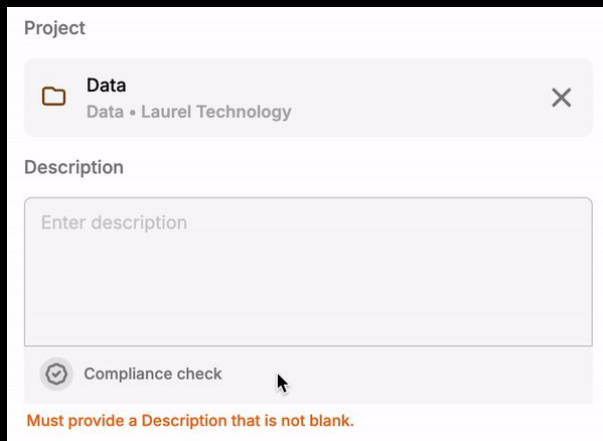 Project
Data
Data • Laurel Technology
Description
Enter description
Compliance check
Must provide a Description that is not blank.